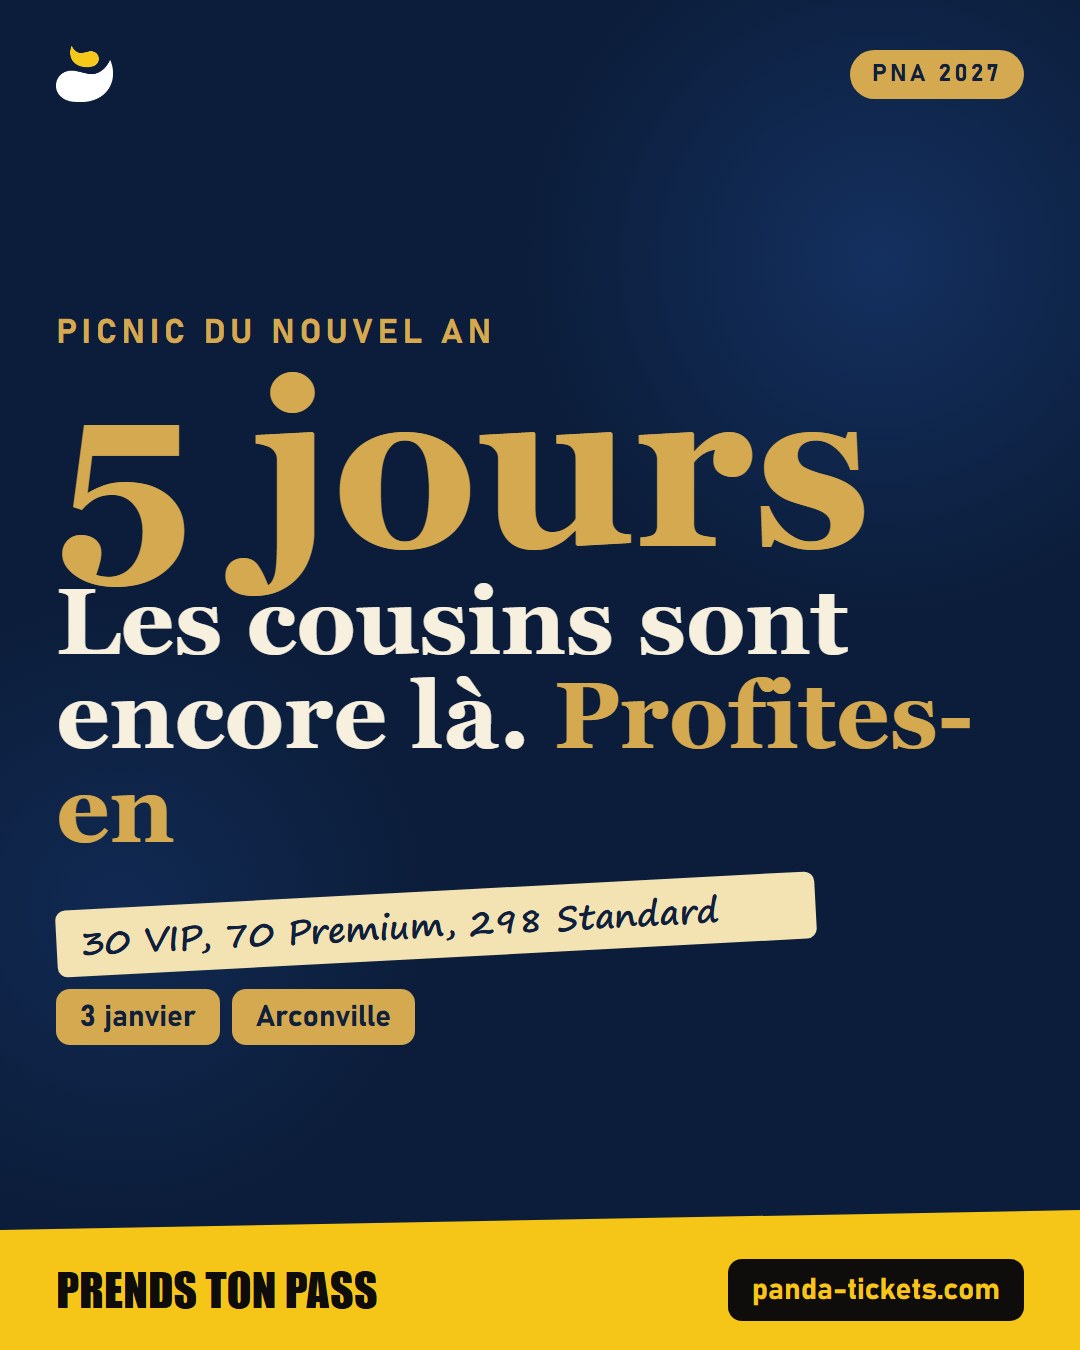 PNA 2027
PICNIC DU NOUVEL AN
5 jours
Les cousins sont
encore là. Profites-
en
30 VIP, 70 Premium, 298 Standard
3 janvier Arconville
PRENDS TON PASS
panda-tickets.com